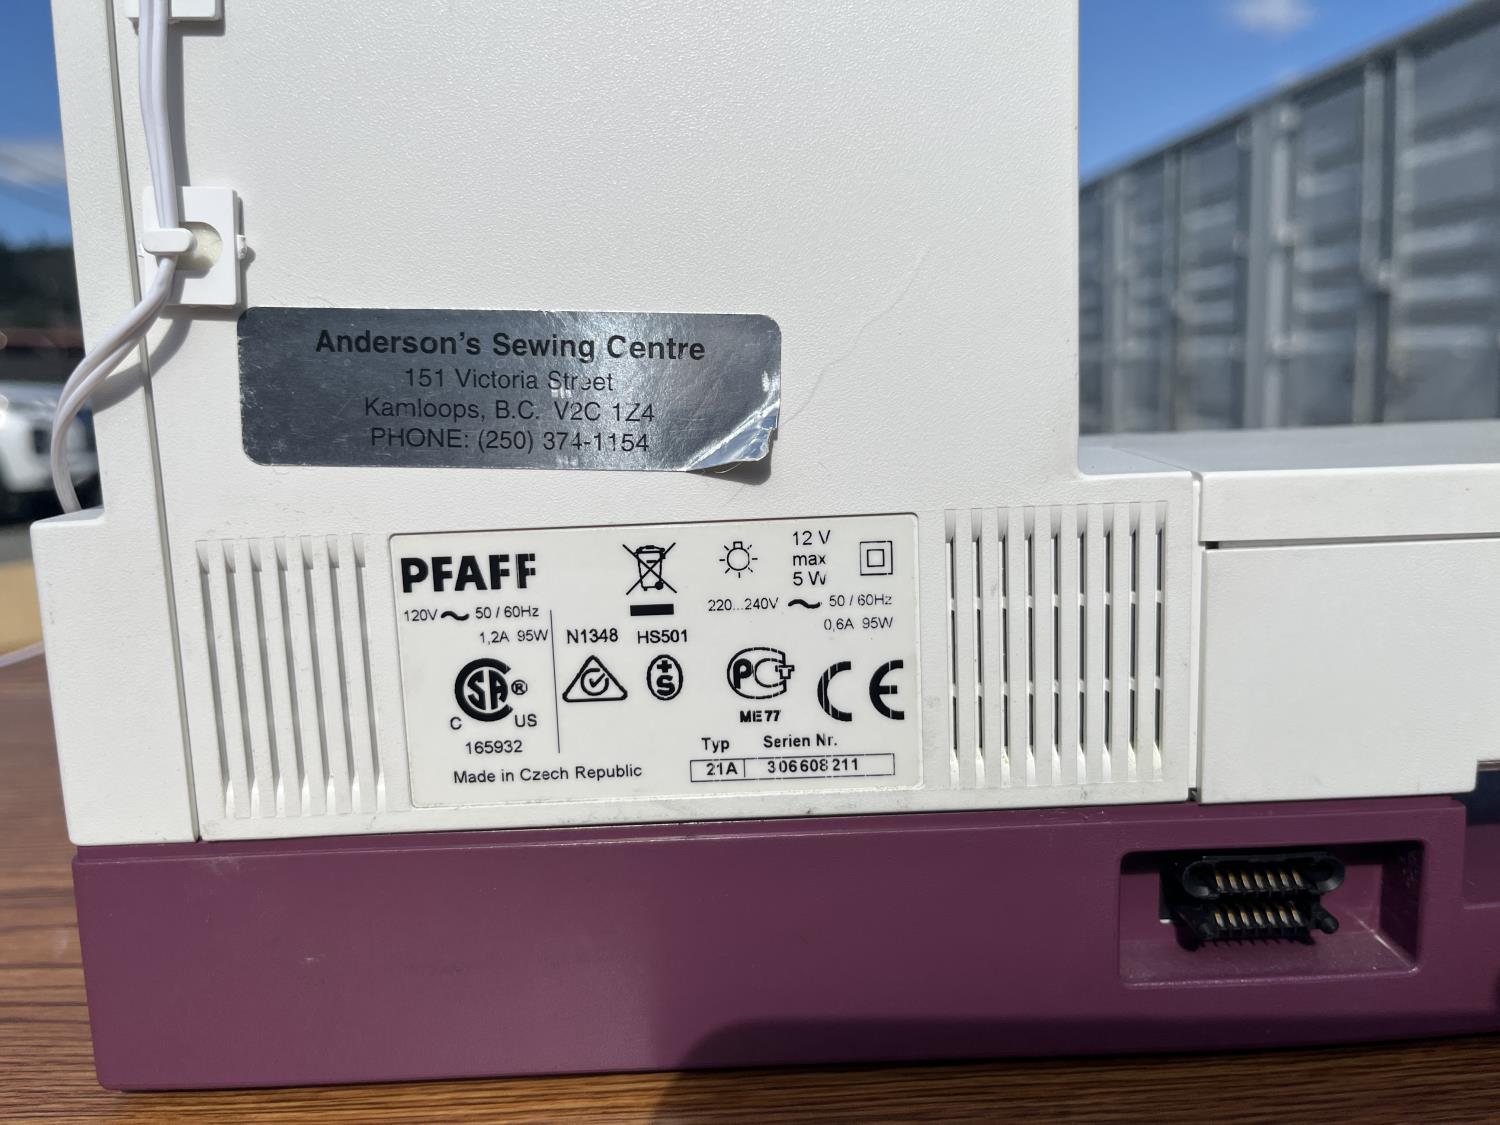 Anderson's Sewing Centre
151 Victoria Street
Kamloops, B.C. V2C 1Z4
PHONE: (250) 374-1154
PFAFF
120V ~ 50 / 60Hz
1,2A 95W
12 V
max
5 W
220...240V ~ 50 / 60Hz
0,6A 95W
N1348 HS501
SA ®
C US
165932
+
S
PCT
ME77
CE
Made in Czech Republic
Typ Serien Nr.
21A 306608211